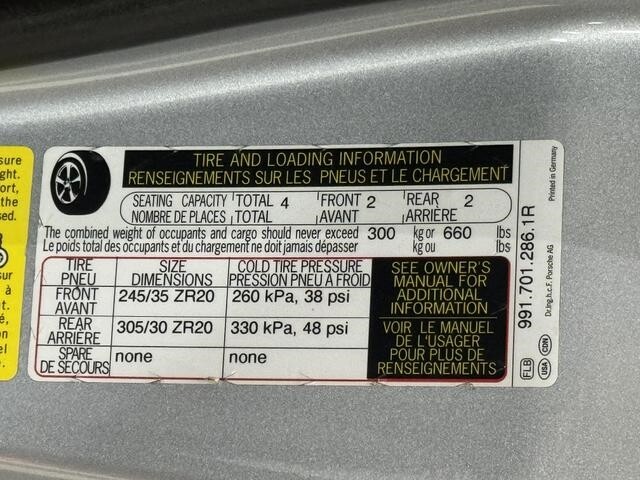 TIRE AND LOADING INFORMATION
RENSEIGNEMENTS SUR LES PNEUS ET LE CHARGEMENT
SEATING CAPACITY TOTAL 4 FRONT 2 REAR 2
NOMBRE DE PLACES TOTAL AVANT ARRIÈRE
The combined weight of occupants and cargo should never exceed 300 kg or 660 lbs
Le poids total des occupants et du chargement ne doit jamais dépasser kg ou lbs
TIRE SIZE COLD TIRE PRESSURE
PNEU DIMENSIONS PRESSION PNEU À FROID
FRONT 245/35 ZR20 260 kPa, 38 psi
AVANT
REAR 305/30 ZR20 330 kPa, 48 psi
ARRIÈRE
SPARE none none
DE SECOURS
SEE OWNER'S
MANUAL FOR
ADDITIONAL
INFORMATION
VOIR LE MANUEL
DE L'USAGER
POUR PLUS DE
RENSEIGNEMENTS
991.701.286.1R
Printed in Germany
Dr.Ing.h.c.F. Porsche AG
FLB USA CDN